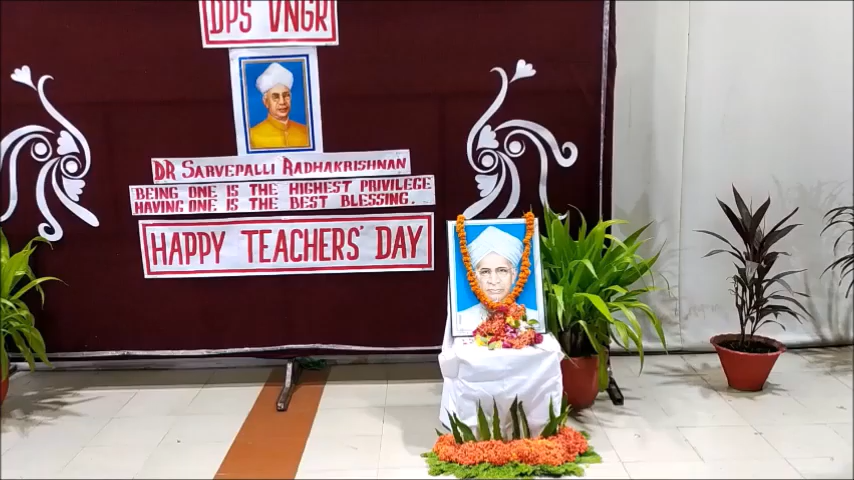 DPS VNGR
DR SARVEPALLI RADHAKRISHNAN
BEING ONE IS THE HIGHEST PRIVILEGE
HAVING ONE IS THE BEST BLESSING.
HAPPY TEACHERS' DAY